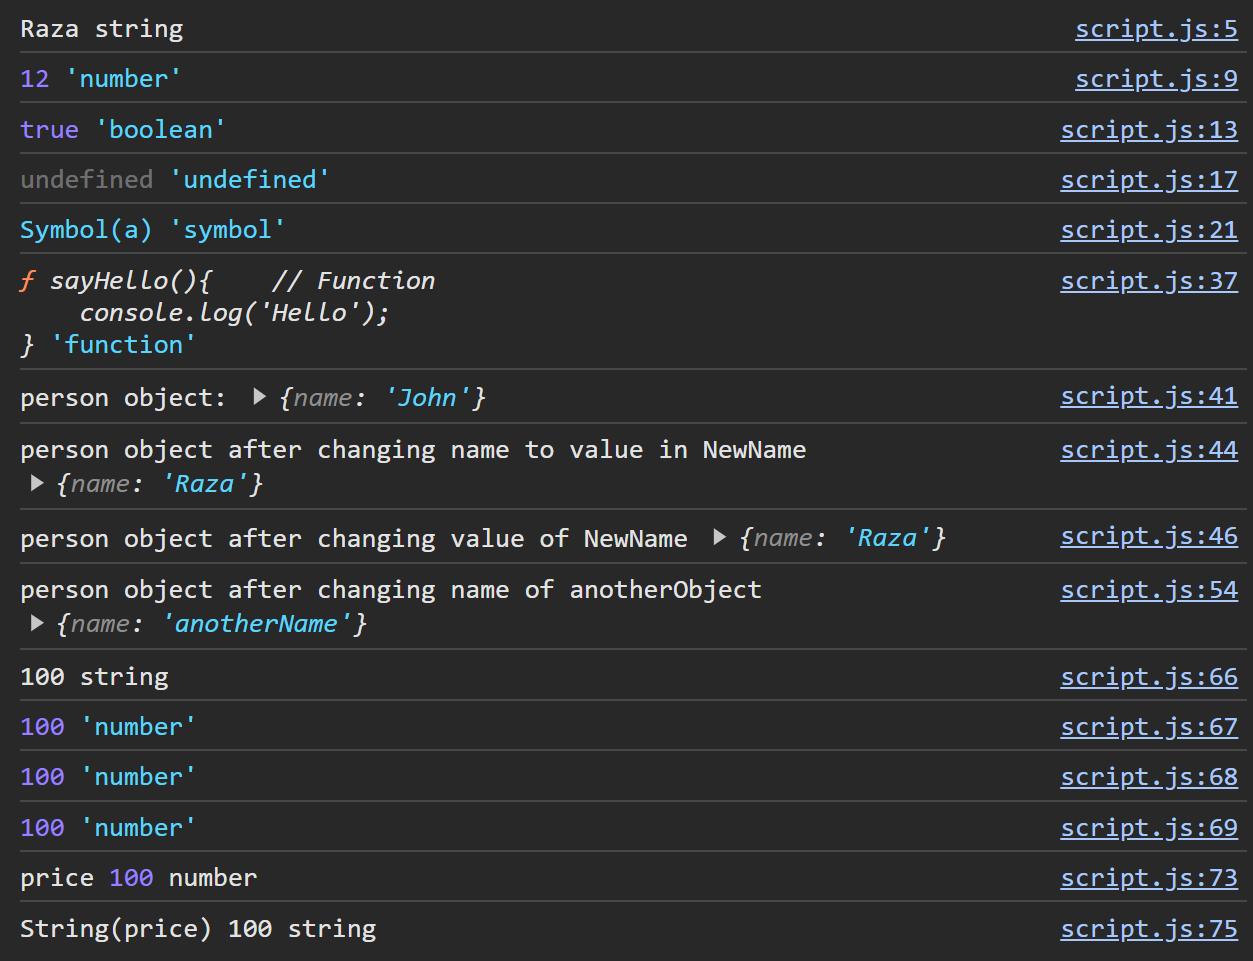 Raza string script.js:5
12 'number' script.js:9
true 'boolean' script.js:13
undefined 'undefined' script.js:17
Symbol(a) 'symbol' script.js:21
ƒ sayHello(){    // Function script.js:37
    console.log('Hello');
} 'function'
person object: ▶ {name: 'John'} script.js:41
person object after changing name to value in NewName script.js:44
▶ {name: 'Raza'}
person object after changing value of NewName ▶ {name: 'Raza'} script.js:46
person object after changing name of anotherObject script.js:54
▶ {name: 'anotherName'}
100 string script.js:66
100 'number' script.js:67
100 'number' script.js:68
100 'number' script.js:69
price 100 number script.js:73
String(price) 100 string script.js:75